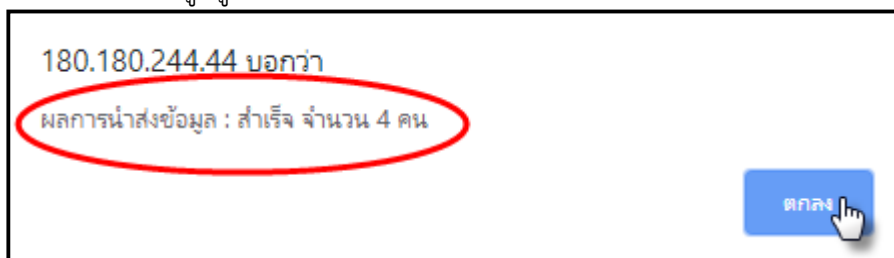 180.180.244.44 บอกว่า
ผลการนำส่งข้อมูล : สำเร็จ จำนวน 4 คน
ตกลง